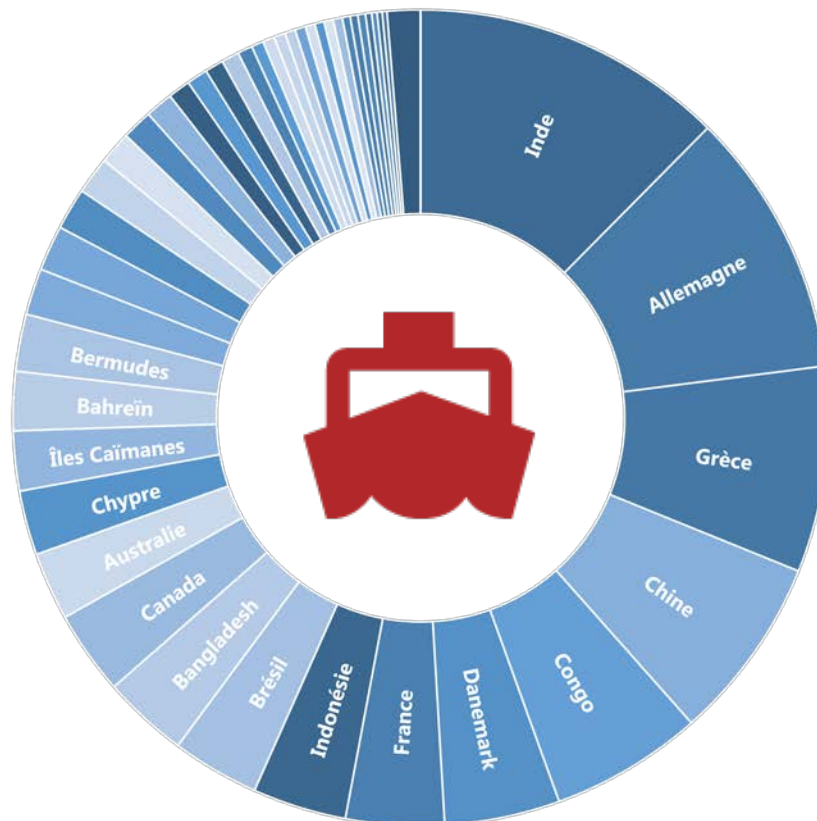 Inde
Allemagne
Grèce
Chine
Congo
Danemark
France
Indonésie
Brésil
Bangladesh
Canada
Australie
Chypre
Îles Caïmanes
Bahreïn
Bermudes